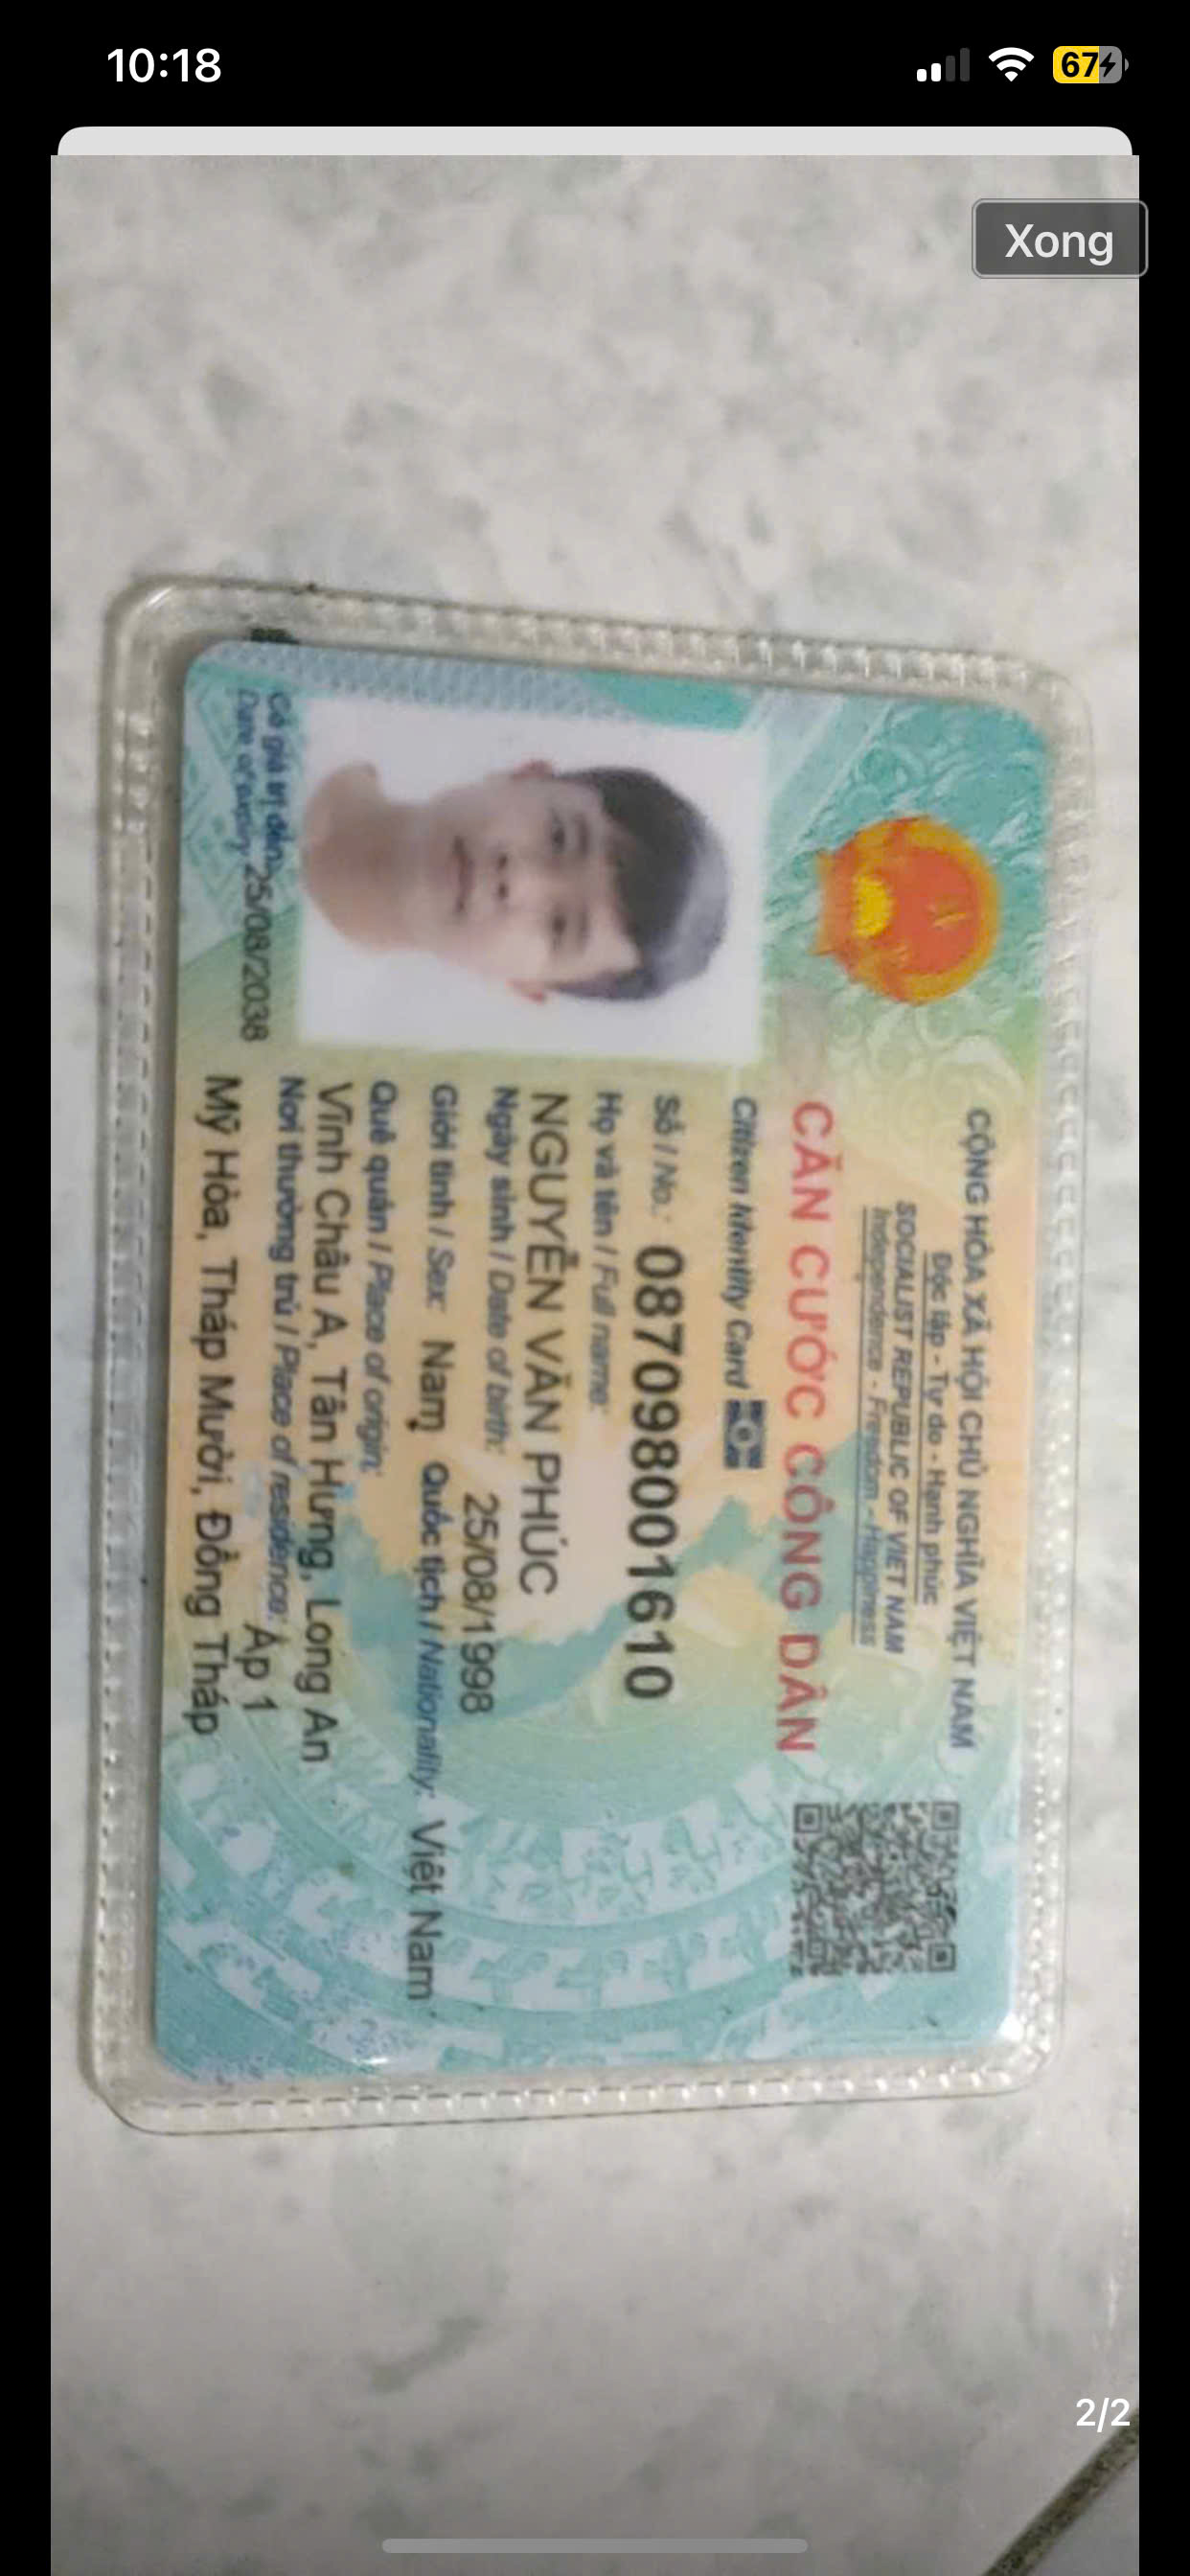 10:18
67
Xong
CỘNG HÒA XÃ HỘI CHỦ NGHĨA VIỆT NAM
Độc lập - Tự do - Hạnh phúc
SOCIALIST REPUBLIC OF VIET NAM
Independence - Freedom - Happiness
CĂN CƯỚC CÔNG DÂN
Citizen Identity Card
Số / No.: 087098001610
Họ và tên / Full name:
NGUYỄN VĂN PHÚC
Ngày sinh / Date of birth: 25/08/1998
Giới tính / Sex: Nam Quốc tịch / Nationality: Việt Nam
Quê quán / Place of origin:
Vĩnh Châu A, Tân Hưng, Long An
Nơi thường trú / Place of residence: Ấp 1
Mỹ Hòa, Tháp Mười, Đồng Tháp
Có giá trị đến: 25/08/2038
Date of expiry
2/2